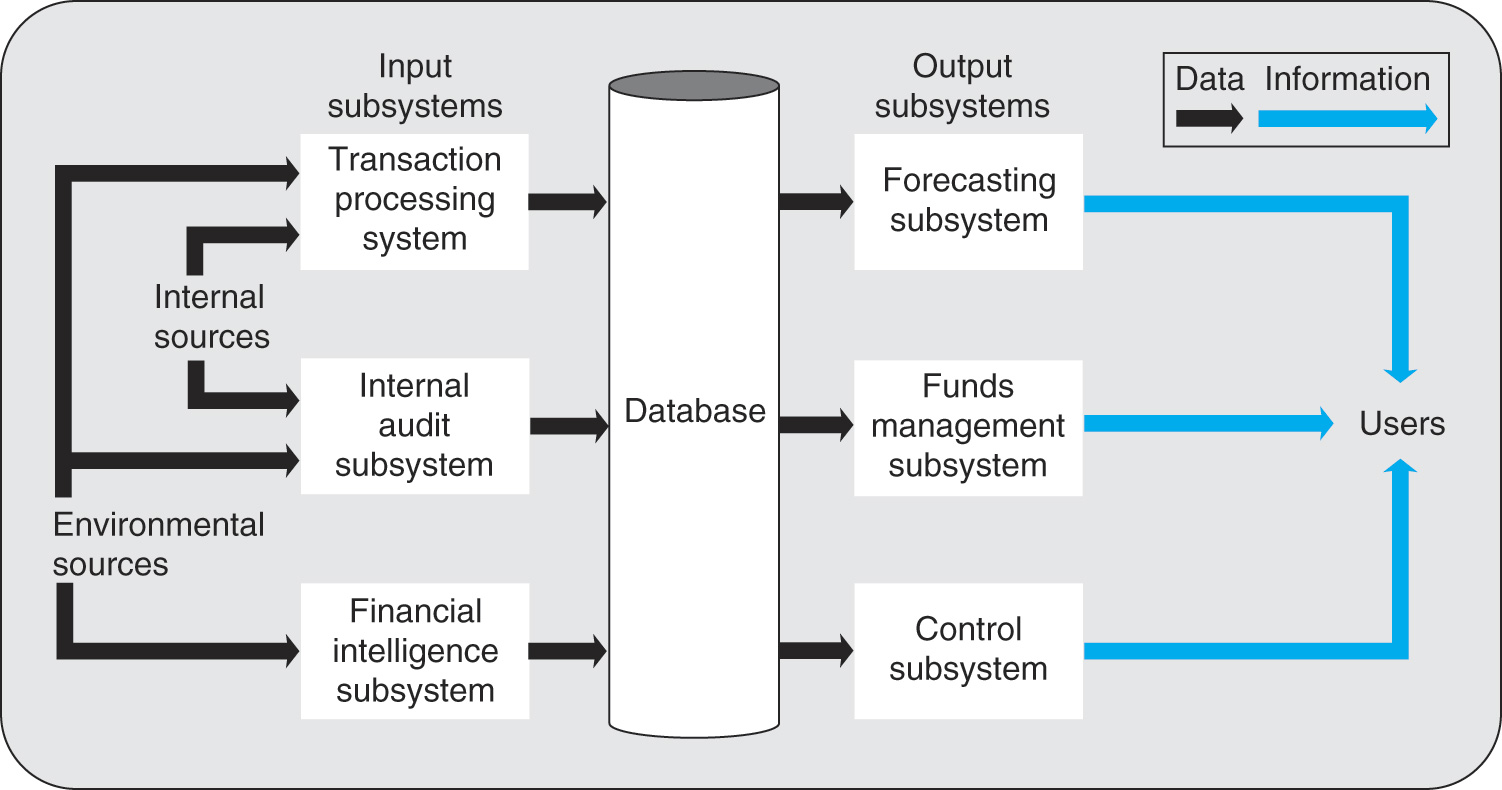 Input
subsystems
Output
subsystems
Data Information
Transaction
processing
system
Forecasting
subsystem
Internal
sources
Internal
audit
subsystem
Database
Funds
management
subsystem
Users
Environmental
sources
Financial
intelligence
subsystem
Control
subsystem